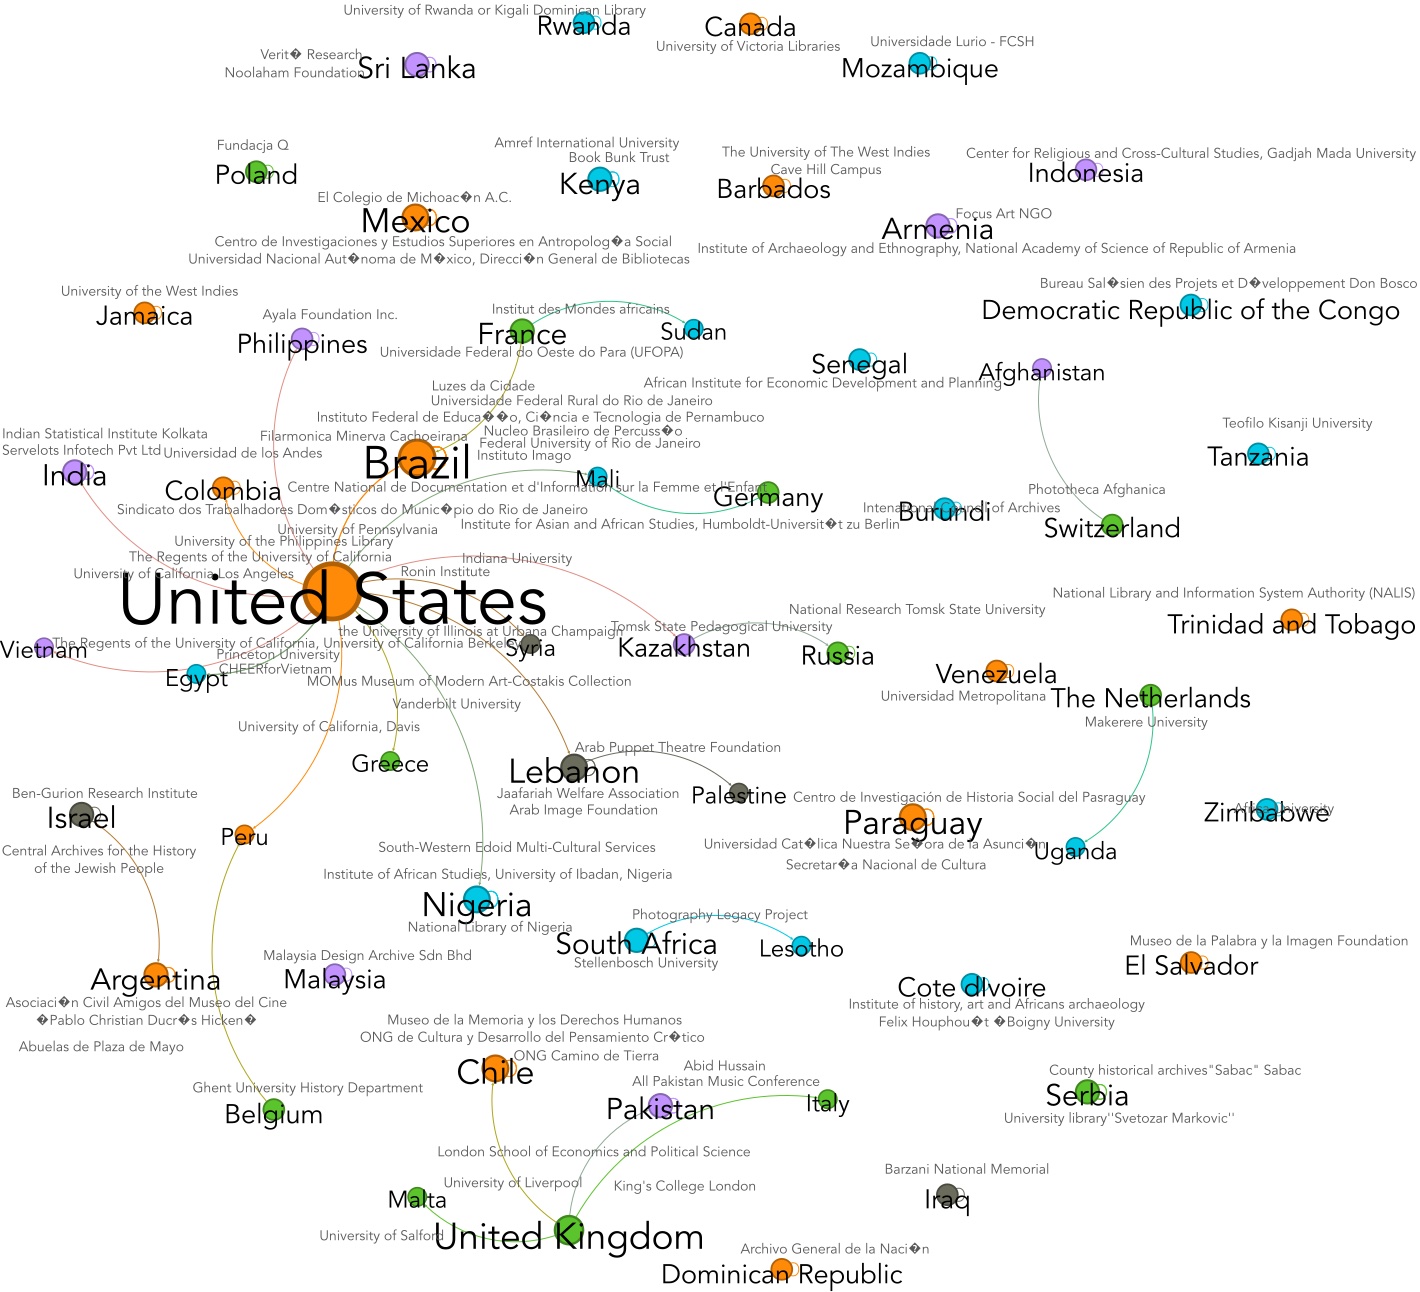 University of Rwanda or Kigali Dominican Library
Rwanda
Canada
University of Victoria Libraries
Universidade Lurio - FCSH
Mozambique
Verit� Research
Noolaham Foundation
Sri Lanka
Fundacja Q
Poland
Amref International University
Book Bunk Trust
Kenya
The University of The West Indies
Cave Hill Campus
Barbados
Center for Religious and Cross-Cultural Studies, Gadjah Mada University
Indonesia
El Colegio de Michoac�n A.C.
Mexico
Centro de Investigaciones y Estudios Superiores en Antropolog�a Social
Universidad Nacional Aut�noma de M�xico, Direcci�n General de Bibliotecas
Focus Art NGO
Armenia
Institute of Archaeology and Ethnography, National Academy of Science of Republic of Armenia
University of the West Indies
Jamaica
Bureau Sal�sien des Projets et D�veloppement Don Bosco
Democratic Republic of the Congo
Ayala Foundation Inc.
Philippines
Institut des Mondes africains
France
Sudan
Universidade Federal do Oeste do Para (UFOPA)
Senegal
African Institute for Economic Development and Planning
Afghanistan
Luzes da Cidade
Universidade Federal Rural do Rio de Janeiro
Instituto Federal de Educa��o, Ci�ncia e Tecnologia de Pernambuco
Nucleo Brasileiro de Percuss�o
Filarmonica Minerva Cachoeirana
Federal University of Rio de Janeiro
Instituto Imago
Brazil
Teofilo Kisanji University
Tanzania
Indian Statistical Institute Kolkata
Servelots Infotech Pvt Ltd
India
Universidad de los Andes
Colombia
Centre National de Documentation et d'Information sur la Femme et l'Enfant
Mali
Germany
Sindicato dos Trabalhadores Dom�sticos do Munic�pio do Rio de Janeiro
Institute for Asian and African Studies, Humboldt-Universit�t zu Berlin
Phototheca Afghanica
Switzerland
International Council of Archives
Burundi
University of Pennsylvania
University of the Philippines Library
The Regents of the University of California
University of California Los Angeles
Indiana University
Ronin Institute
United States
National Library and Information System Authority (NALIS)
Trinidad and Tobago
National Research Tomsk State University
Tomsk State Pedagogical University
Kazakhstan
Russia
the University of Illinois at Urbana Champaign
Syria
Vietnam
The Regents of the University of California, University of California Berkeley
Princeton University
CHEERforVietnam
Egypt
MOMus Museum of Modern Art-Costakis Collection
Venezuela
Universidad Metropolitana
The Netherlands
Makerere University
Vanderbilt University
University of California, Davis
Greece
Arab Puppet Theatre Foundation
Lebanon
Jaafariah Welfare Association
Arab Image Foundation
Palestine
Ben-Gurion Research Institute
Israel
Central Archives for the History
of the Jewish People
Peru
Centro de Investigación de Historia Social del Pasraguay
Paraguay
Universidad Cat�lica Nuestra Se�ora de la Asunci�n
Secretar�a Nacional de Cultura
Uganda
Africa University
Zimbabwe
South-Western Edoid Multi-Cultural Services
Institute of African Studies, University of Ibadan, Nigeria
Nigeria
National Library of Nigeria
Photography Legacy Project
South Africa
Stellenbosch University
Lesotho
Museo de la Palabra y la Imagen Foundation
El Salvador
Malaysia Design Archive Sdn Bhd
Malaysia
Argentina
Asociaci�n Civil Amigos del Museo del Cine
�Pablo Christian Ducr�s Hicken�
Abuelas de Plaza de Mayo
Cote dIvoire
Institute of history, art and Africans archaeology
Felix Houphou�t �Boigny University
Museo de la Memoria y los Derechos Humanos
ONG de Cultura y Desarrollo del Pensamiento Cr�tico
ONG Camino de Tierra
Chile
Abid Hussain
All Pakistan Music Conference
Pakistan
Italy
County historical archives"Sabac" Sabac
Serbia
University library''Svetozar Markovic''
Ghent University History Department
Belgium
London School of Economics and Political Science
University of Liverpool
King's College London
Malta
University of Salford
United Kingdom
Barzani National Memorial
Iraq
Archivo General de la Naci�n
Dominican Republic